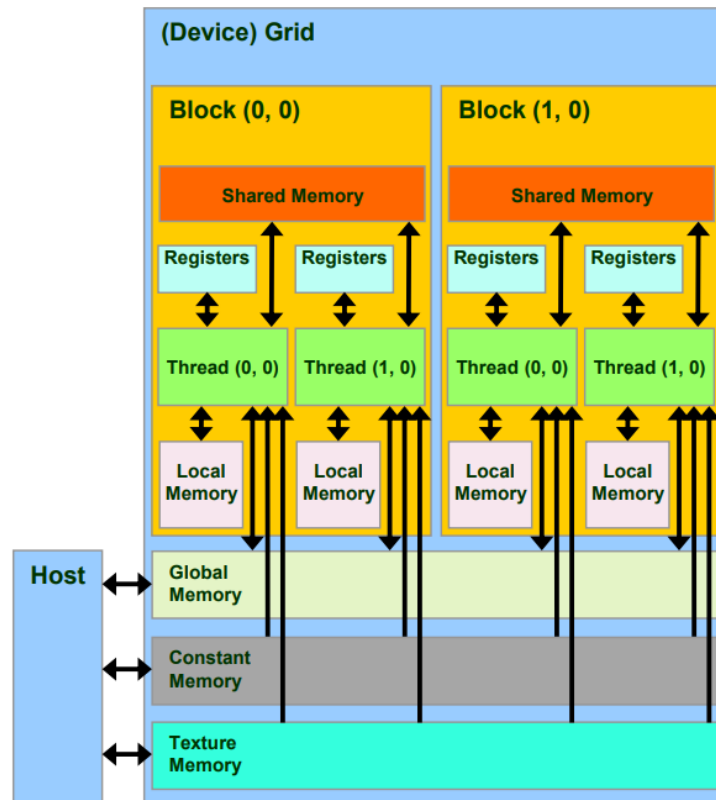 (Device) Grid
Block (0, 0)
Block (1, 0)
Shared Memory
Shared Memory
Registers
Registers
Registers
Registers
Thread (0, 0)
Thread (1, 0)
Thread (0, 0)
Thread (1, 0)
Local
Memory
Local
Memory
Local
Memory
Local
Memory
Host
Global
Memory
Constant
Memory
Texture
Memory